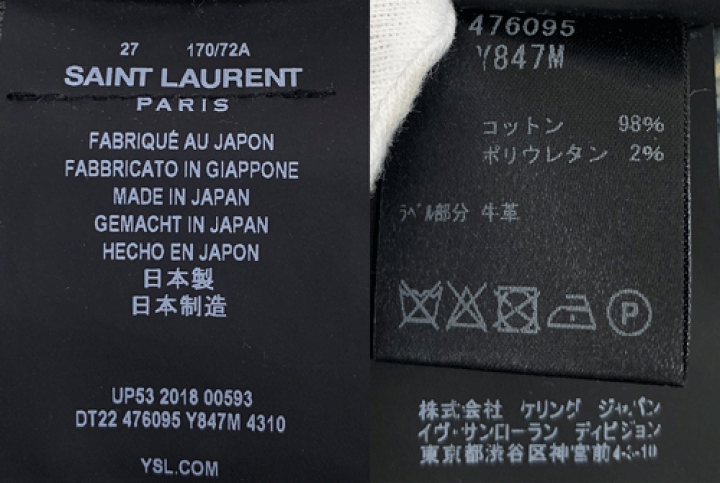 27 170/72A
SAINT LAURENT
PARIS
FABRIQUÉ AU JAPON
FABBRICATO IN GIAPPONE
MADE IN JAPAN
GEMACHT IN JAPAN
HECHO EN JAPON
日本製
日本制造
UP53 2018 00593
DT22 476095 Y847M 4310
YSL.COM
476095
Y847M
コットン 98%
ポリウレタン 2%
ラベル部分 牛革
P
株式会社 ケリング ジャパン
イヴ・サンローラン ディビジョン
東京都渋谷区神宮前4-3-10